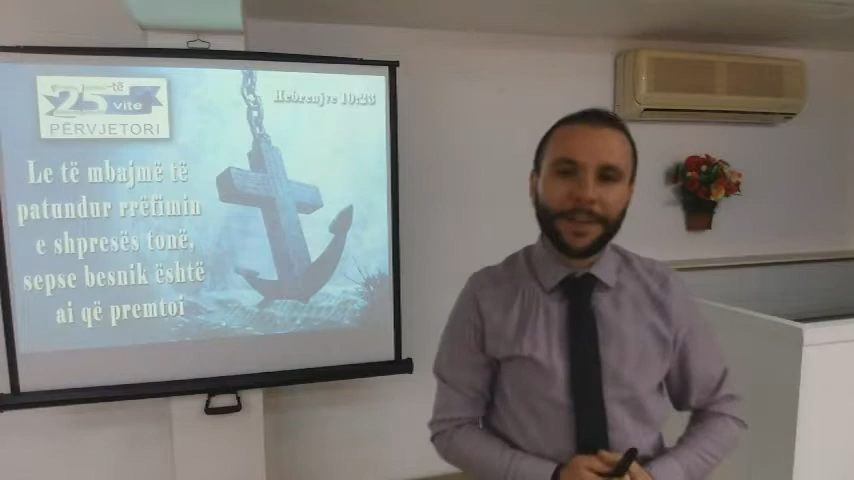 të
25 vite
PËRVJETORI
Hebrenjve 10:23
Le të mbajmë të
patundur rrëfimin
e shpresës tonë,
sepse besnik është
ai që premtoi